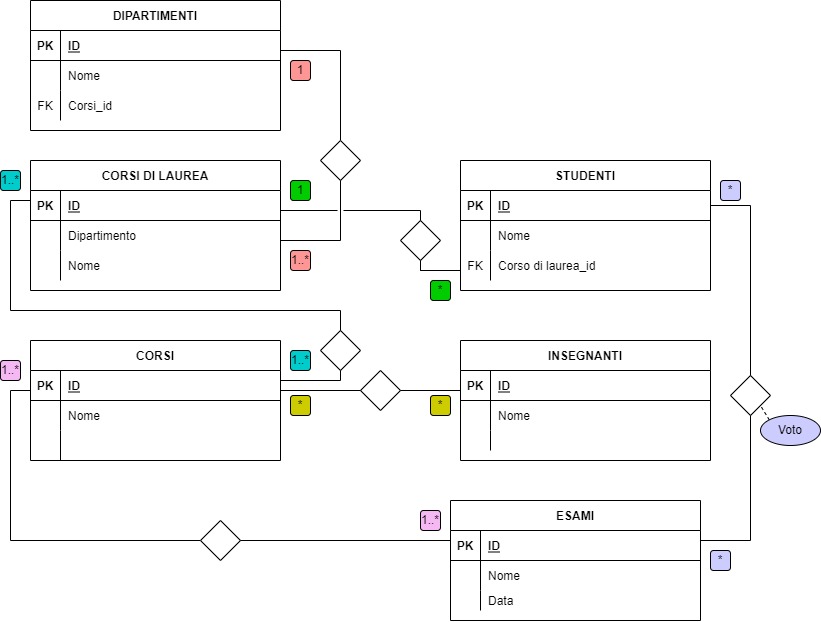 DIPARTIMENTI
PK ID
Nome
FK Corsi_id
1
1..*
CORSI DI LAUREA
PK ID
Dipartimento
Nome
1
1..*
STUDENTI
PK ID
Nome
FK Corso di laurea_id
*
*
1..*
CORSI
PK ID
Nome
1..*
*
INSEGNANTI
PK ID
Nome
*
Voto
1..*
ESAMI
PK ID
Nome
Data
*